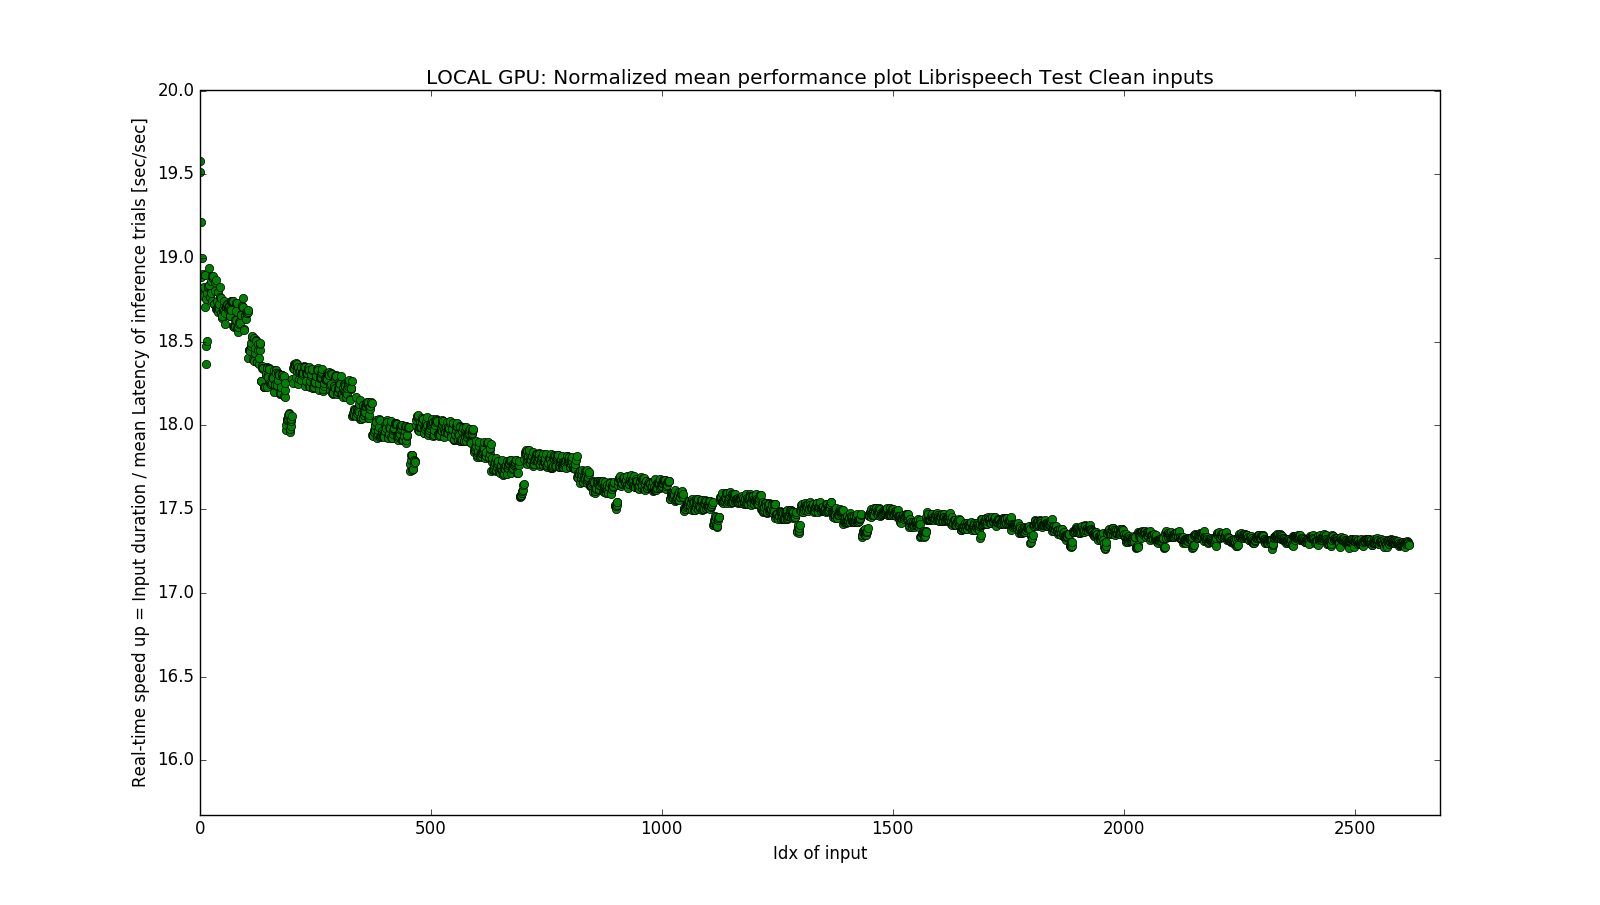 LOCAL GPU: Normalized mean performance plot Librispeech Test Clean inputs
Real-time speed up = Input duration / mean Latency of inference trials [sec/sec]
20.0
19.5
19.0
18.5
18.0
17.5
17.0
16.5
16.0
0 500 1000 1500 2000 2500
Idx of input